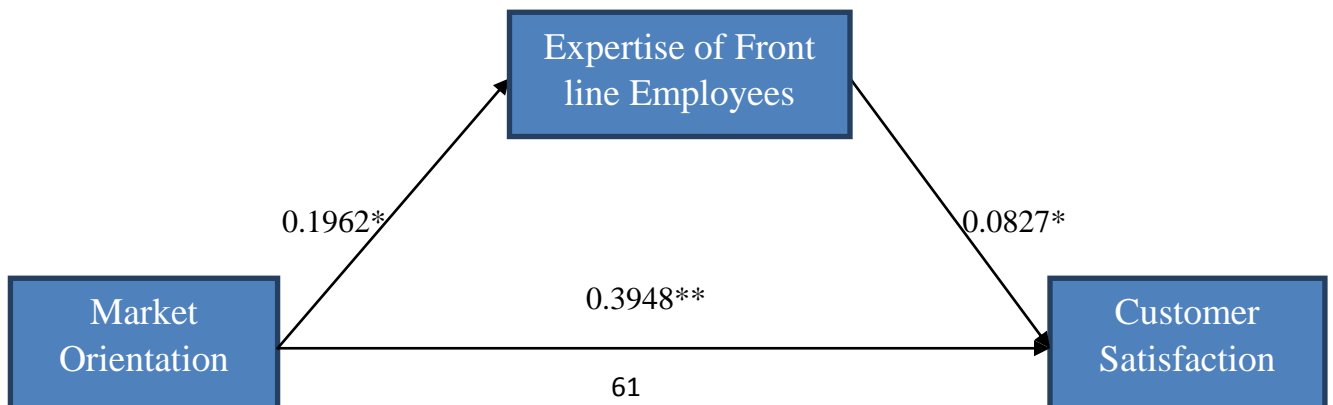 Expertise of Front
line Employees
0.1962*
0.0827*
0.3948**
Market
Orientation
Customer
Satisfaction
61